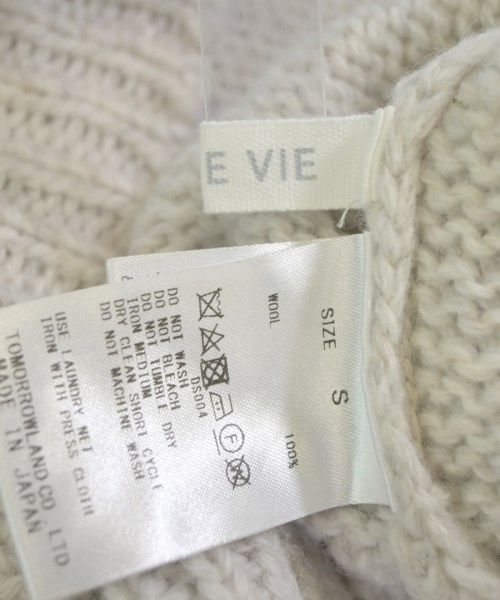 E VIE
SIZE S
WOOL 100%
DS004
DO NOT WASH
DO NOT BLEACH
DO NOT TUMBLE DRY
IRON MEDIUM
DRY CLEAN SHORT CYCLE
DO NOT MACHINE WASH
USE LAUNDRY NET
IRON WITH PRESS CLOTH
TOMORROWLAND CO., LTD
MADE IN JAPAN